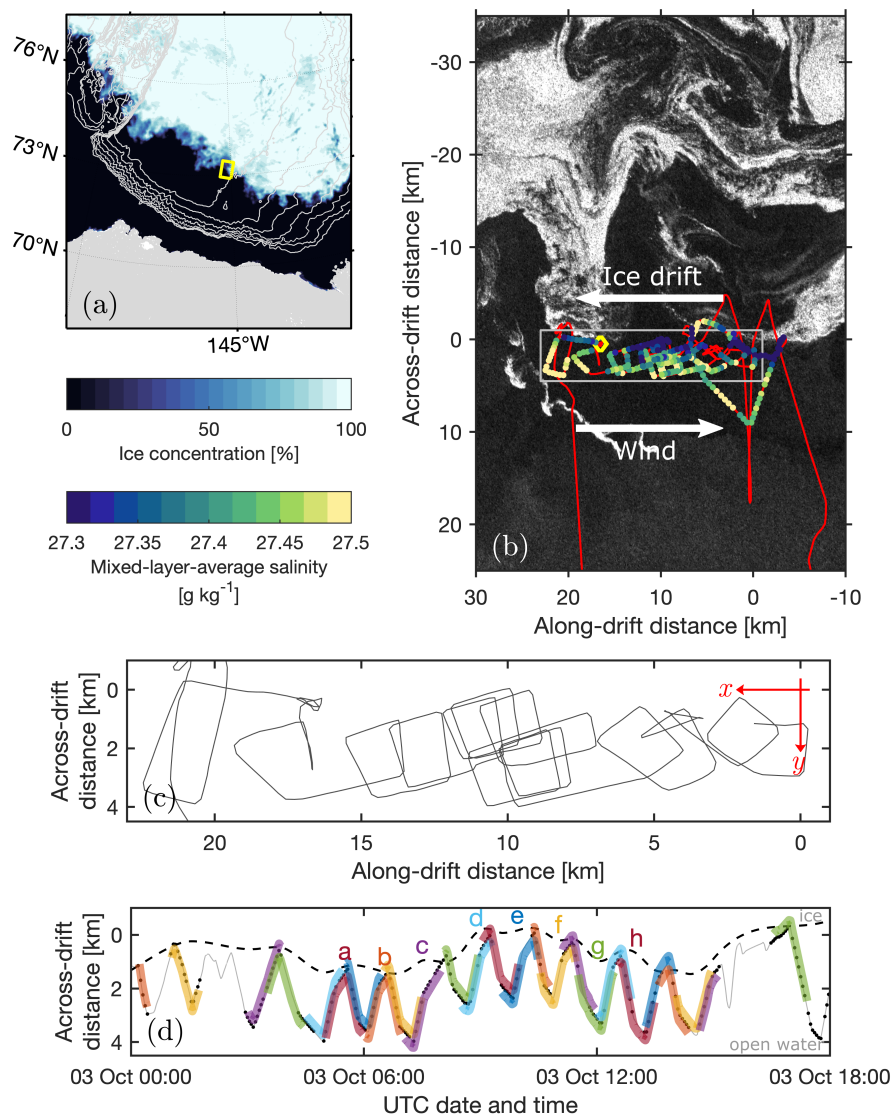 76°N
73°N
70°N
(a)
145°W
0 50 100
Ice concentration [%]
27.3 27.35 27.4 27.45 27.5
Mixed-layer-average salinity
[g kg⁻¹]
Across-drift distance [km]
-30
-20
-10
0
10
20
Ice drift
Wind
(b)
30 20 10 0 -10
Along-drift distance [km]
Across-drift
distance [km]
0
2
4
x
y
(c)
20 15 10 5 0
Along-drift distance [km]
Across-drift
distance [km]
0
2
4
a b c d e f g h
ice
open water
(d)
03 Oct 00:00 03 Oct 06:00 03 Oct 12:00 03 Oct 18:00
UTC date and time